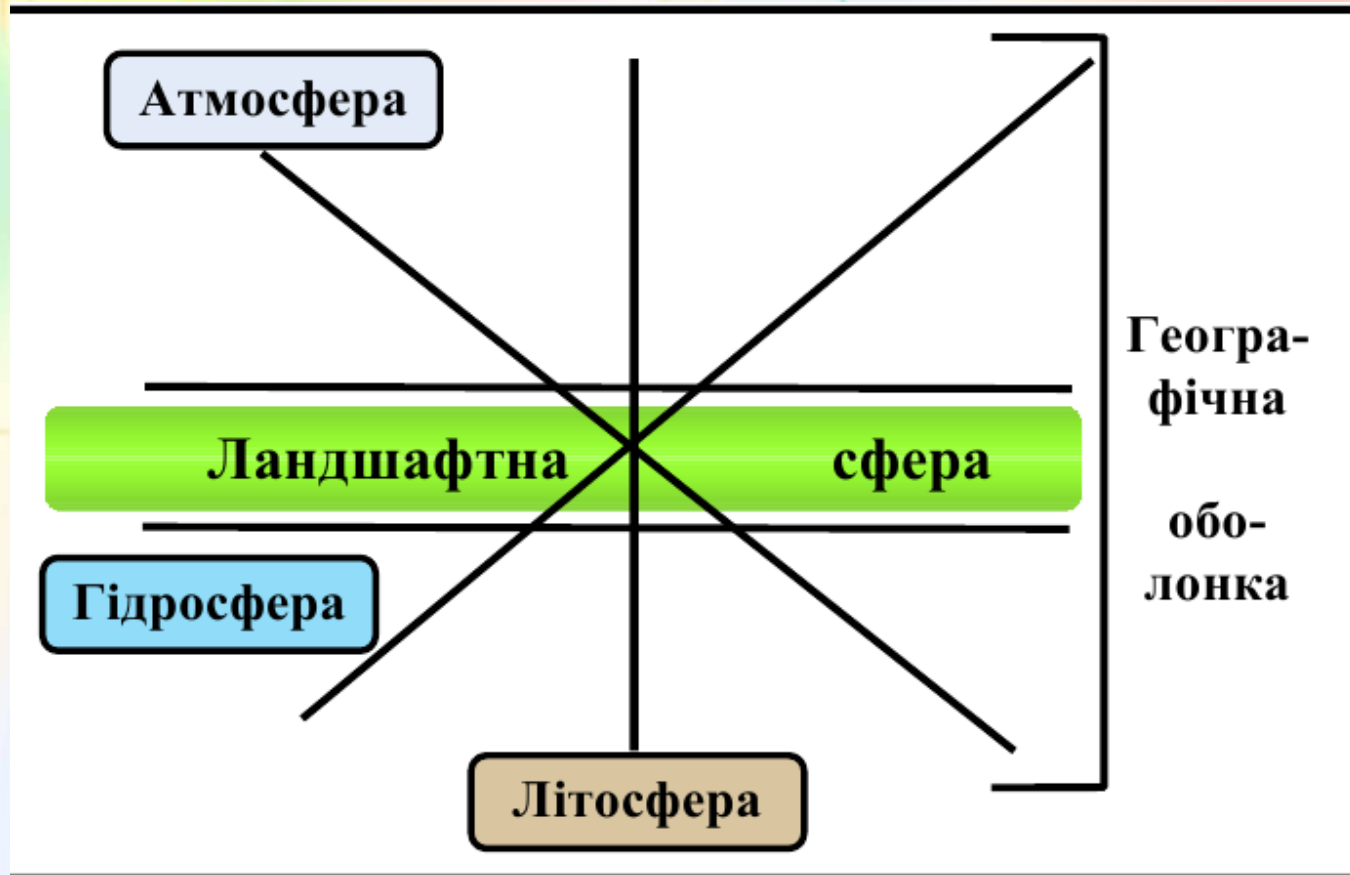 Атмосфера
Геогра-
фічна
Ландшафтна сфера
обо-
лонка
Гідросфера
Літосфера